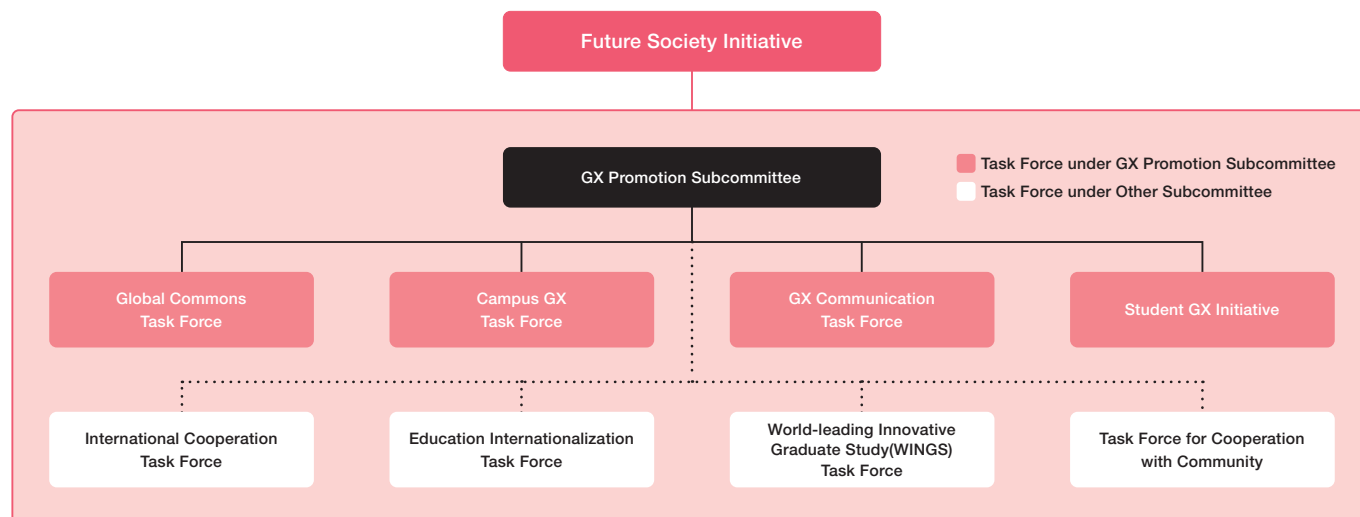 Future Society Initiative
GX Promotion Subcommittee
Task Force under GX Promotion Subcommittee
Task Force under Other Subcommittee
Global Commons
Task Force
Campus GX
Task Force
GX Communication
Task Force
Student GX Initiative
International Cooperation
Task Force
Education Internationalization
Task Force
World-leading Innovative
Graduate Study(WINGS)
Task Force
Task Force for Cooperation
with Community